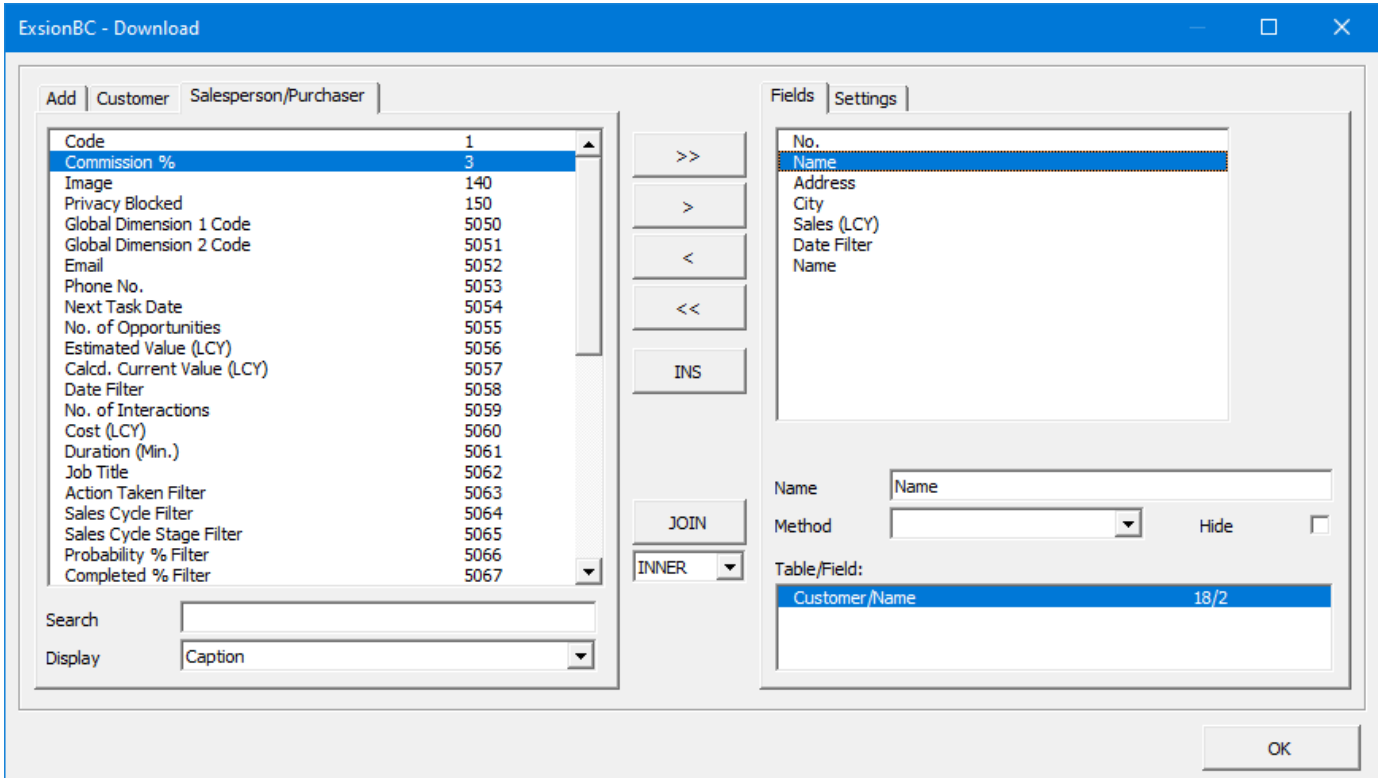 ExsionBC - Download
Add Customer Salesperson/Purchaser
Code 1
Commission % 3
Image 140
Privacy Blocked 150
Global Dimension 1 Code 5050
Global Dimension 2 Code 5051
Email 5052
Phone No. 5053
Next Task Date 5054
No. of Opportunities 5055
Estimated Value (LCY) 5056
Calcd. Current Value (LCY) 5057
Date Filter 5058
No. of Interactions 5059
Cost (LCY) 5060
Duration (Min.) 5061
Job Title 5062
Action Taken Filter 5063
Sales Cycle Filter 5064
Sales Cycle Stage Filter 5065
Probability % Filter 5066
Completed % Filter 5067
Search
Display Caption
>>
>
<
<<
INS
JOIN
INNER
Fields Settings
No.
Name
Address
City
Sales (LCY)
Date Filter
Name
Name Name
Method Hide
Table/Field:
Customer/Name 18/2
OK